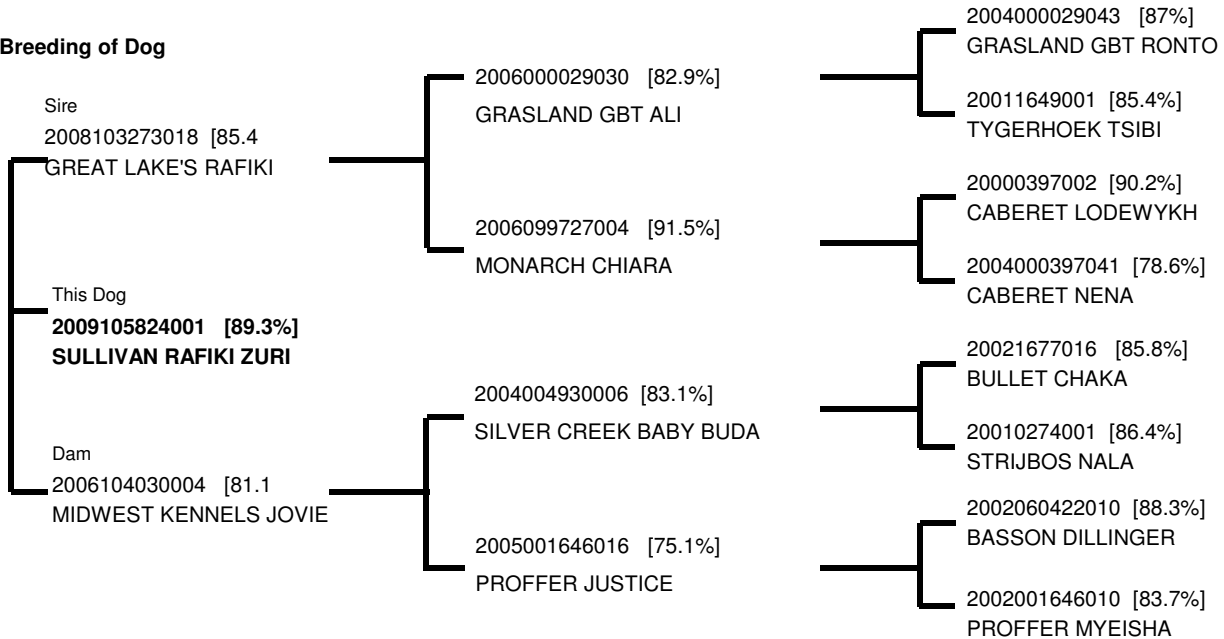 Breeding of Dog
Sire
2008103273018 [85.4
GREAT LAKE'S RAFIKI
This Dog
2009105824001 [89.3%]
SULLIVAN RAFIKI ZURI
Dam
2006104030004 [81.1
MIDWEST KENNELS JOVIE
2006000029030 [82.9%]
GRASLAND GBT ALI
2006099727004 [91.5%]
MONARCH CHIARA
2004004930006 [83.1%]
SILVER CREEK BABY BUDA
2005001646016 [75.1%]
PROFFER JUSTICE
2004000029043 [87%]
GRASLAND GBT RONTO
20011649001 [85.4%]
TYGERHOEK TSIBI
20000397002 [90.2%]
CABERET LODEWYKH
2004000397041 [78.6%]
CABERET NENA
20021677016 [85.8%]
BULLET CHAKA
20010274001 [86.4%]
STRIJBOS NALA
2002060422010 [88.3%]
BASSON DILLINGER
2002001646010 [83.7%]
PROFFER MYEISHA